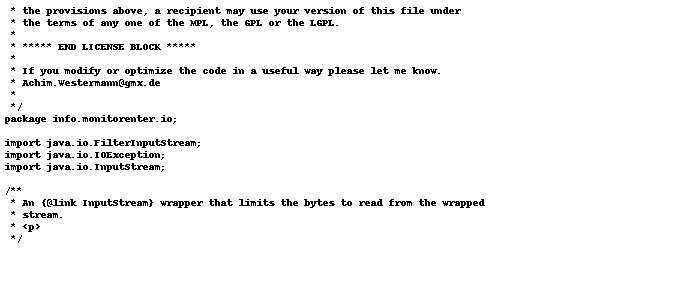 * the provisions above, a recipient may use your version of this file under
 * the terms of any one of the MPL, the GPL or the LGPL.
 *
 * ***** END LICENSE BLOCK *****
 *
 * If you modify or optimize the code in a useful way please let me know.
 * Achim.Westermann@gmx.de
 *
 */
package info.monitorenter.io;

import java.io.FilterInputStream;
import java.io.IOException;
import java.io.InputStream;

/**
 * An {@link InputStream} wrapper that limits the bytes to read from the wrapped
 * stream.
 * <p>
 */